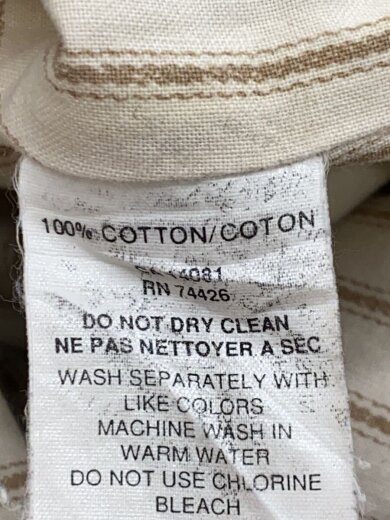 100% COTTON/COTON
RN 74426
DO NOT DRY CLEAN
NE PAS NETTOYER A SEC
WASH SEPARATELY WITH
LIKE COLORS
MACHINE WASH IN
WARM WATER
DO NOT USE CHLORINE
BLEACH